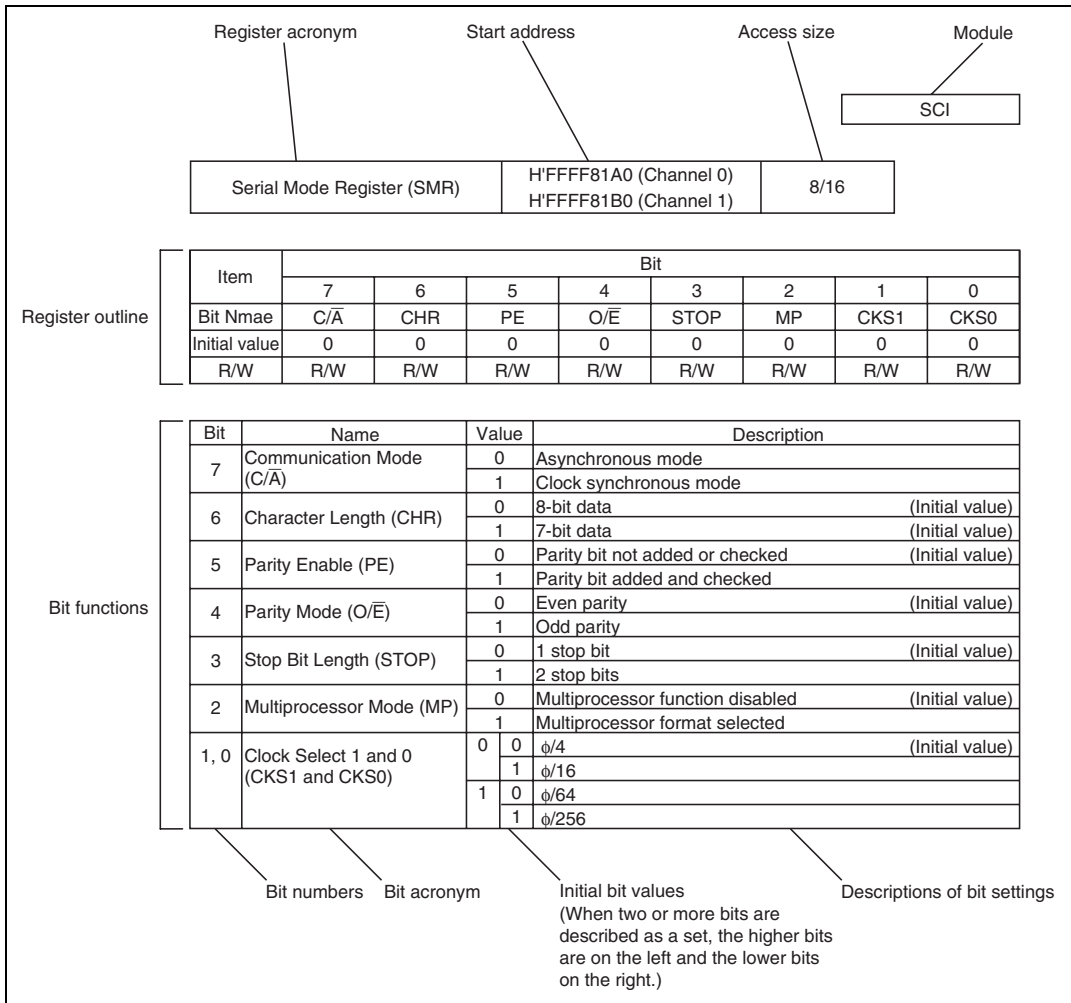 Register acronym Start address Access size Module
SCI
Serial Mode Register (SMR) H'FFFF81A0 (Channel 0) 8/16
H'FFFF81B0 (Channel 1)
Register outline
Item Bit
7 6 5 4 3 2 1 0
Bit Nmae C/A̅ CHR PE O/E̅ STOP MP CKS1 CKS0
Initial value 0 0 0 0 0 0 0 0
R/W R/W R/W R/W R/W R/W R/W R/W R/W
Bit functions
Bit Name Value Description
7 Communication Mode (C/A̅) 0 Asynchronous mode
1 Clock synchronous mode
6 Character Length (CHR) 0 8-bit data (Initial value)
1 7-bit data (Initial value)
5 Parity Enable (PE) 0 Parity bit not added or checked (Initial value)
1 Parity bit added and checked
4 Parity Mode (O/E̅) 0 Even parity (Initial value)
1 Odd parity
3 Stop Bit Length (STOP) 0 1 stop bit (Initial value)
1 2 stop bits
2 Multiprocessor Mode (MP) 0 Multiprocessor function disabled (Initial value)
1 Multiprocessor format selected
1, 0 Clock Select 1 and 0 (CKS1 and CKS0) 0 0 ϕ/4 (Initial value)
1 ϕ/16
1 0 ϕ/64
1 ϕ/256
Bit numbers Bit acronym Initial bit values Descriptions of bit settings
(When two or more bits are
described as a set, the higher bits
are on the left and the lower bits
on the right.)